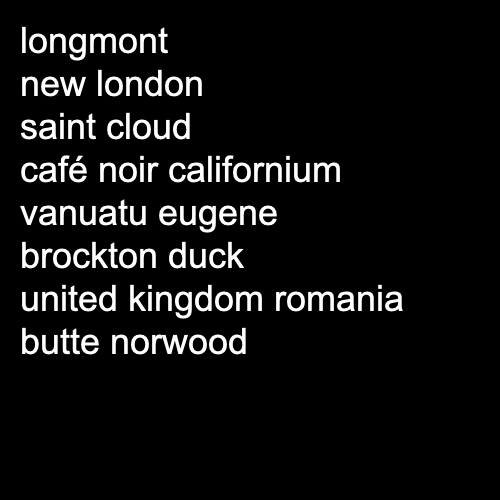 longmont
new london
saint cloud
café noir californium
vanuatu eugene
brockton duck
united kingdom romania
butte norwood